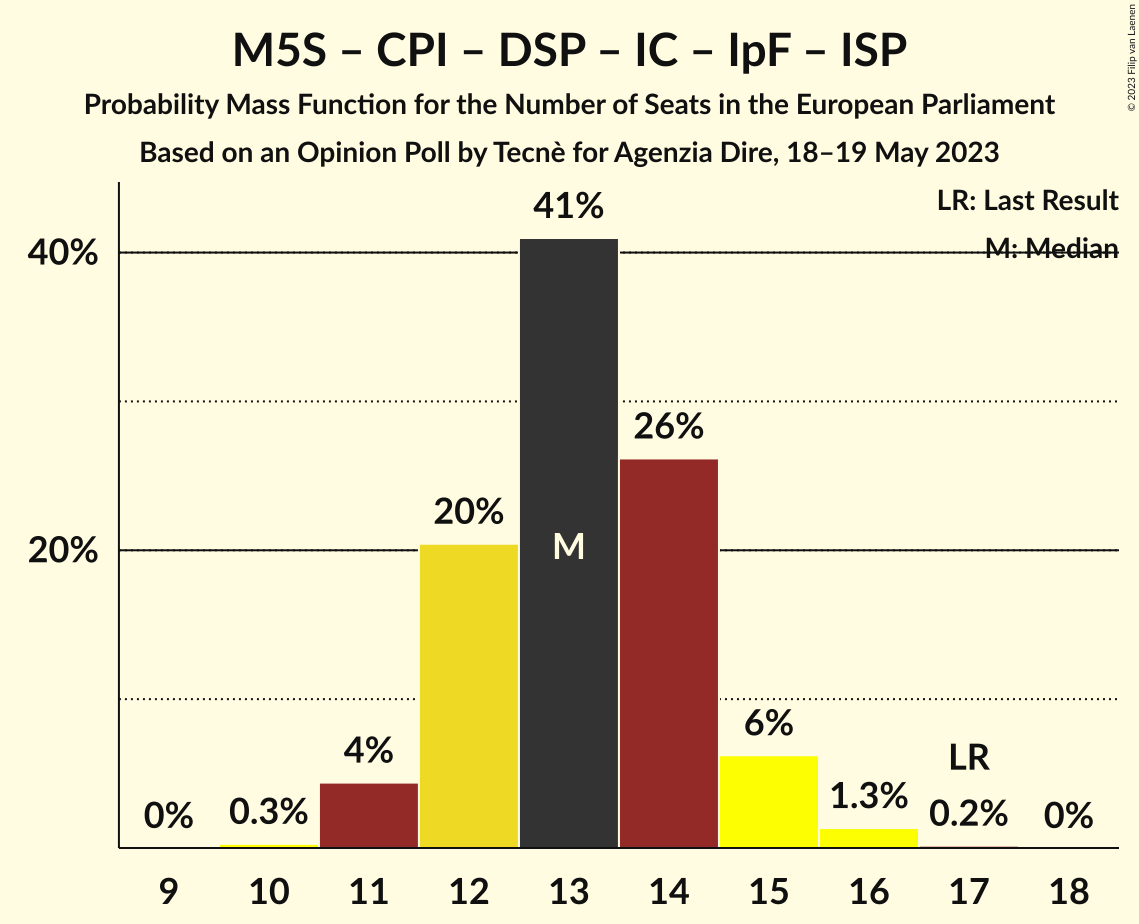 M5S – CPI – DSP – IC – IpF – ISP
Probability Mass Function for the Number of Seats in the European Parliament
Based on an Opinion Poll by Tecnè for Agenzia Dire, 18–19 May 2023
© 2023 Filip van Laenen
LR: Last Result
M: Median
40%
20%
0%
0.3%
4%
20%
41%
M
26%
6%
1.3%
LR
0.2%
0%
9 10 11 12 13 14 15 16 17 18